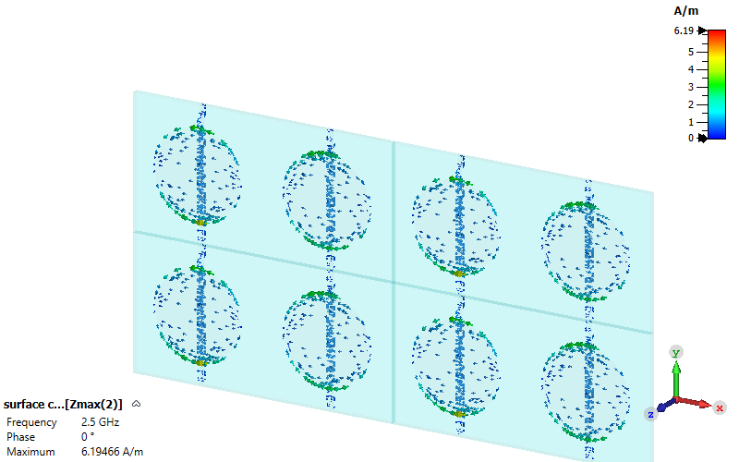 A/m
6.19
5
4
3
2
1
0
y
x
z
surface c...[Zmax(2)]
Frequency 2.5 GHz
Phase 0 °
Maximum 6.19466 A/m